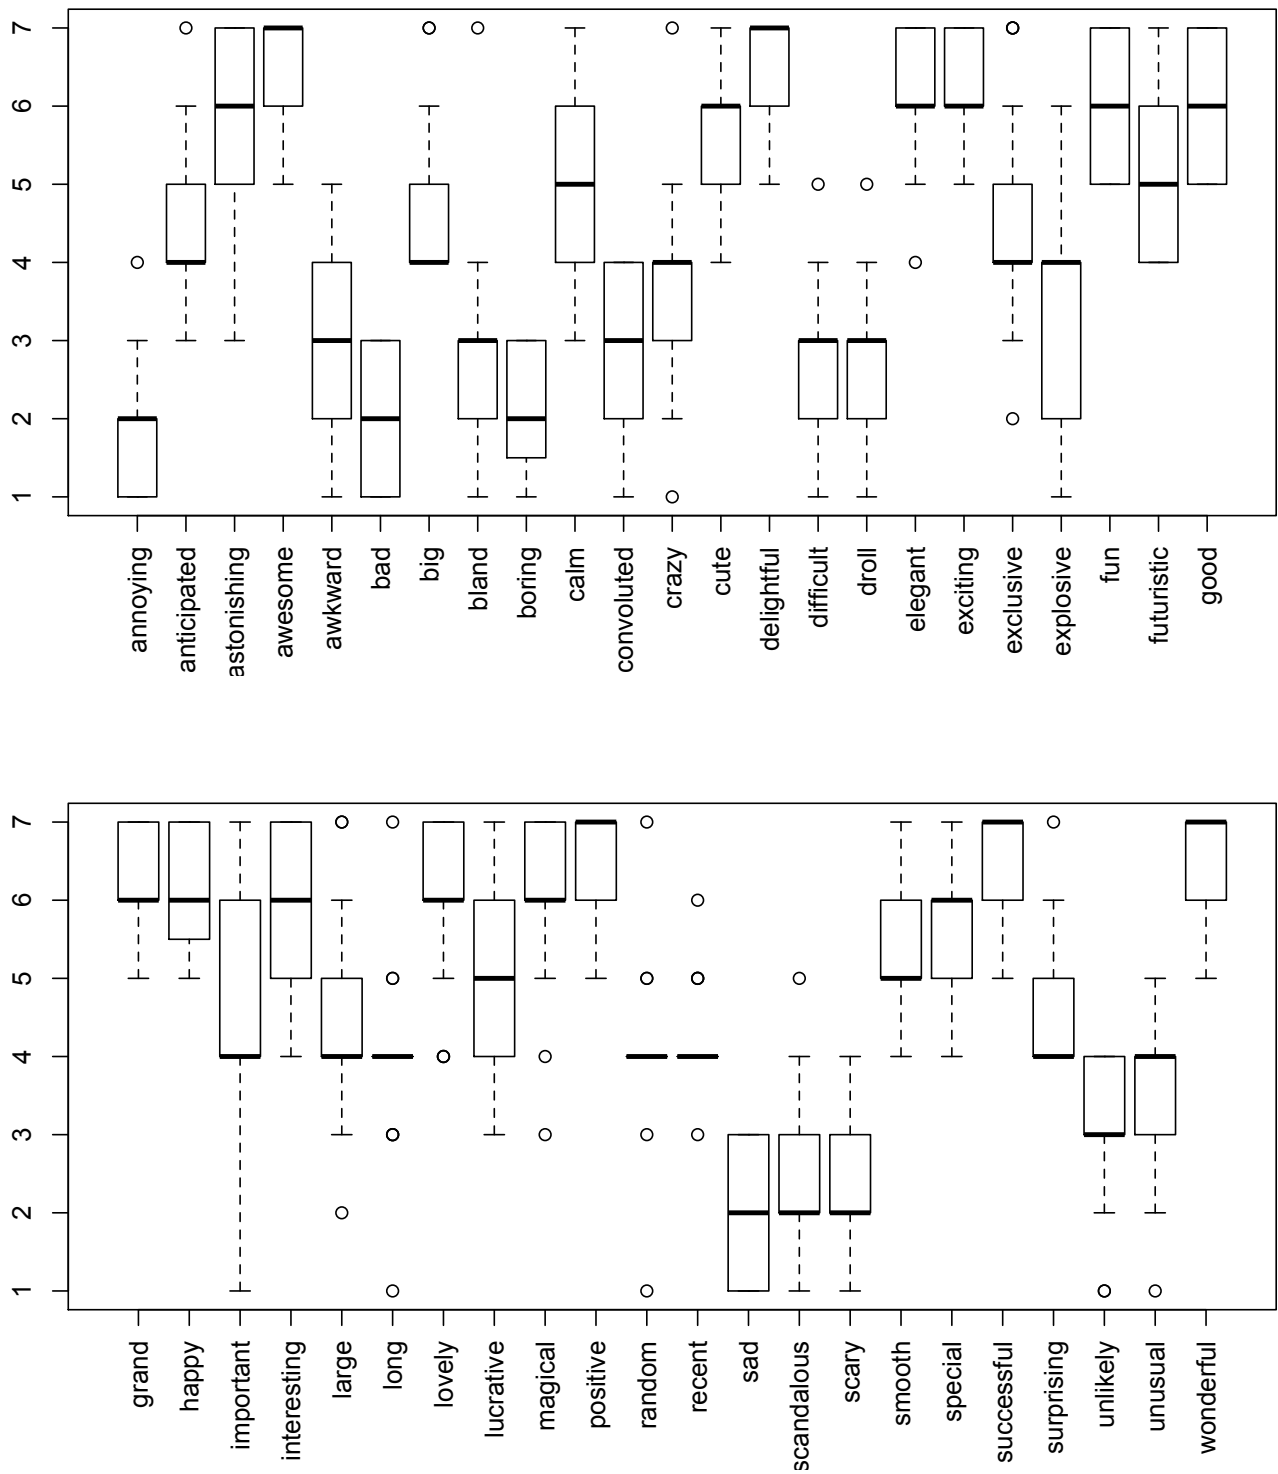 7
6
5
4
3
2
1
annoying
anticipated
astonishing
awesome
awkward
bad
big
bland
boring
calm
convoluted
crazy
cute
delightful
difficult
droll
elegant
exciting
exclusive
explosive
fun
futuristic
good
7
6
5
4
3
2
1
grand
happy
important
interesting
large
long
lovely
lucrative
magical
positive
random
recent
sad
scandalous
scary
smooth
special
successful
surprising
unlikely
unusual
wonderful